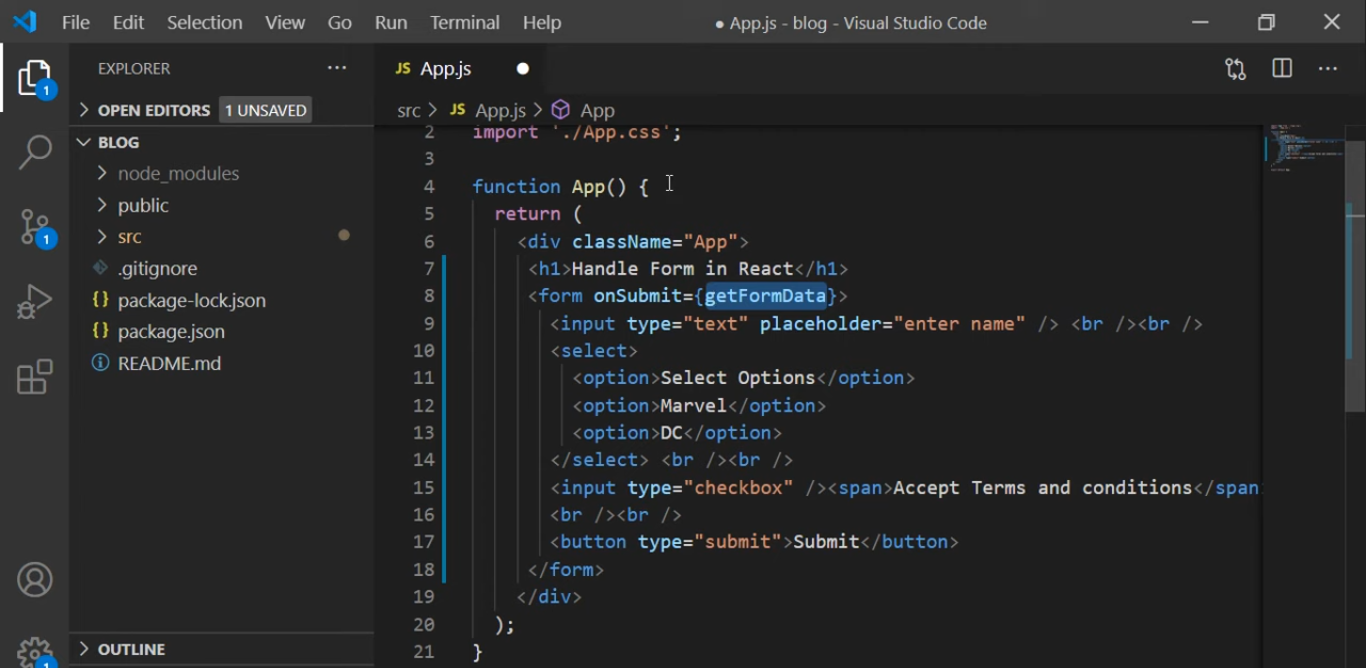 File Edit Selection View Go Run Terminal Help ● App.js - blog - Visual Studio Code
EXPLORER ···
JS App.js ●
OPEN EDITORS 1 UNSAVED
src > JS App.js > App
BLOG
node_modules
public
src
.gitignore
{} package-lock.json
{} package.json
README.md
OUTLINE
1
1
1
2 import './App.css';
3
4 function App() {
5 return (
6 <div className="App">
7 <h1>Handle Form in React</h1>
8 <form onSubmit={getFormData}>
9 <input type="text" placeholder="enter name" /> <br /><br />
10 <select>
11 <option>Select Options</option>
12 <option>Marvel</option>
13 <option>DC</option>
14 </select> <br /><br />
15 <input type="checkbox" /><span>Accept Terms and conditions</span
16 <br /><br />
17 <button type="submit">Submit</button>
18 </form>
19 </div>
20 );
21 }